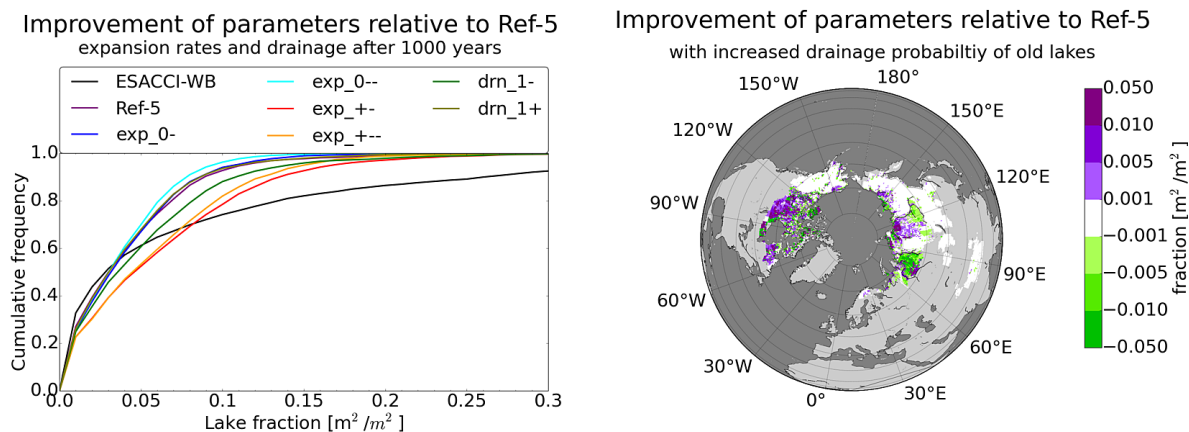 Improvement of parameters relative to Ref-5
expansion rates and drainage after 1000 years
ESACCI-WB
Ref-5
exp_0-
exp_0--
exp_+-
exp_+--
drn_1-
drn_1+
Cumulative frequency
1.0
0.8
0.6
0.4
0.2
0.0
0.0 0.05 0.1 0.15 0.2 0.25 0.3
Lake fraction [m² /m² ]
Improvement of parameters relative to Ref-5
with increased drainage probabiltiy of old lakes
180°
150°W
150°E
120°W
120°E
90°W
90°E
60°W
60°E
30°W
30°E
0°
0.050
0.010
0.005
0.001
−0.001
−0.005
−0.010
−0.050
fraction [m² /m² ]